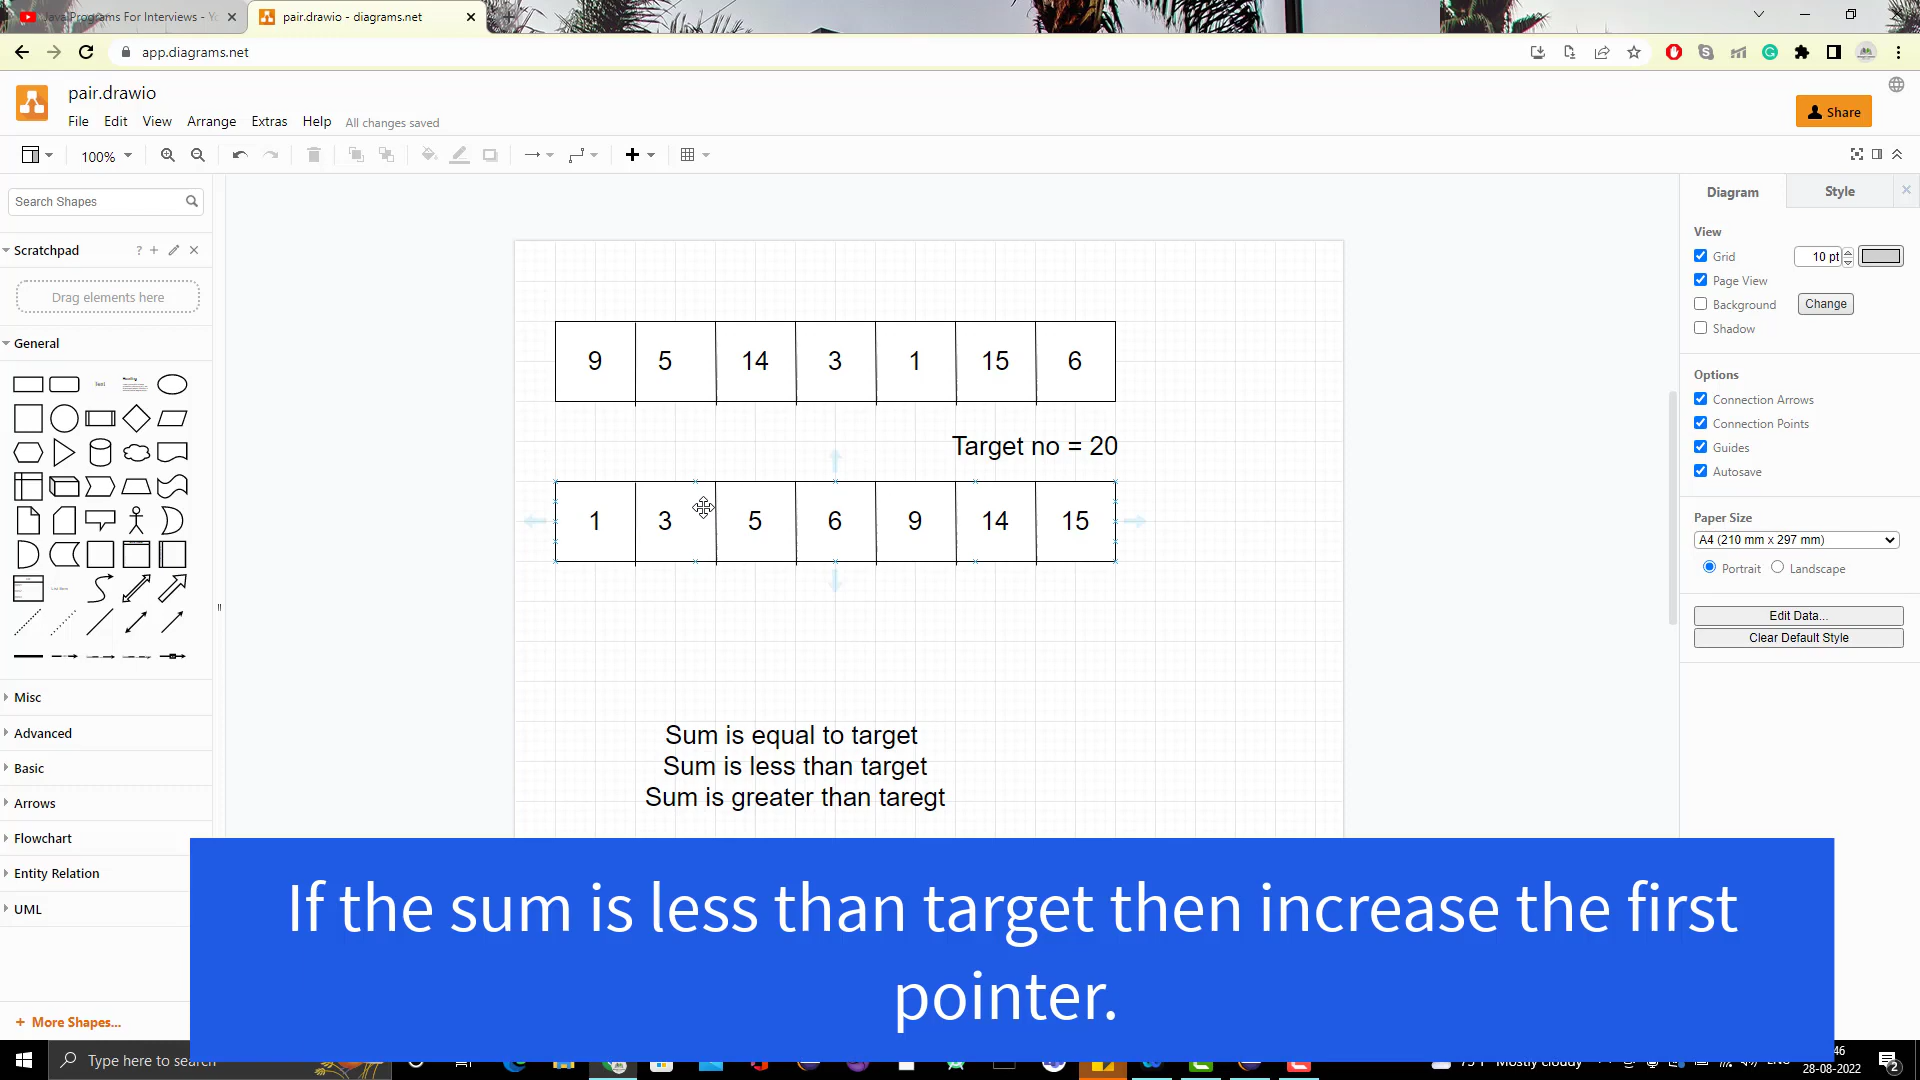 Java Programs For Interviews - Yo
pair.drawio - diagrams.net
app.diagrams.net
pair.drawio
File Edit View Arrange Extras Help All changes saved
Share
100%
Search Shapes
Scratchpad
Drag elements here
General
Misc
Advanced
Basic
Arrows
Flowchart
Entity Relation
UML
+ More Shapes...
9 5 14 3 1 15 6
Target no = 20
1 3 5 6 9 14 15
Sum is equal to target
Sum is less than target
Sum is greater than taregt
Diagram Style
View
Grid 10 pt
Page View
Background Change
Shadow
Options
Connection Arrows
Connection Points
Guides
Autosave
Paper Size
A4 (210 mm x 297 mm)
Portrait Landscape
Edit Data...
Clear Default Style
If the sum is less than target then increase the first
pointer.
Type here to search
Mostly cloudy
28-08-2022
2